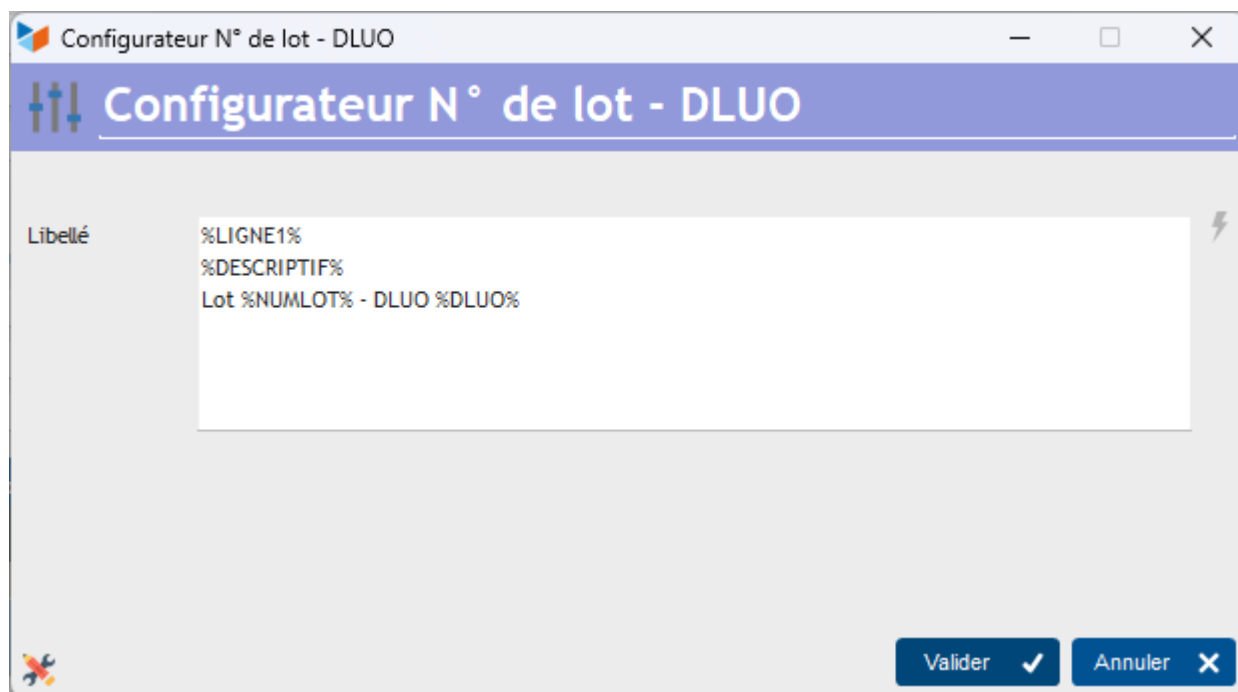 Configurateur N° de lot - DLUO
Configurateur N° de lot - DLUO
Libellé
%LIGNE1%
%DESCRIPTIF%
Lot %NUMLOT% - DLUO %DLUO%
Valider
Annuler